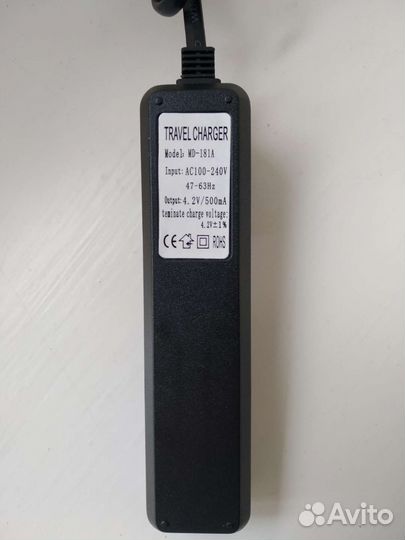 TRAVEL CHARGER
Model: MD-181A
Input: AC100-240V
47-63Hz
Output: 4.2V/500mA
teminate charge voltage:
4.2V±1%
CE ROHS
Avito